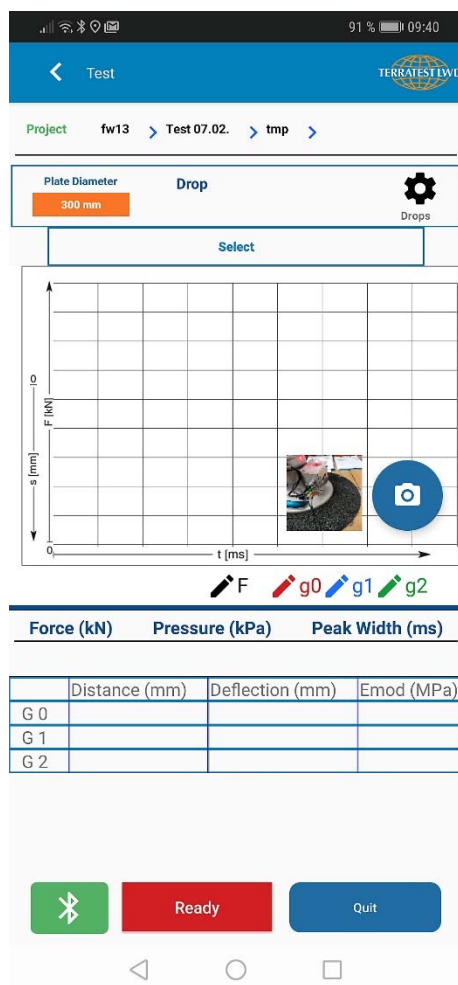 91 % 09:40
Test
TERRATEST LWD
Project fw13 Test 07.02. tmp
Plate Diameter Drop
300 mm
Drops
Select
0
F [kN]
s [mm]
0
t [ms]
F g0 g1 g2
Force (kN) Pressure (kPa) Peak Width (ms)
Distance (mm) Deflection (mm) Emod (MPa)
G 0
G 1
G 2
Ready Quit